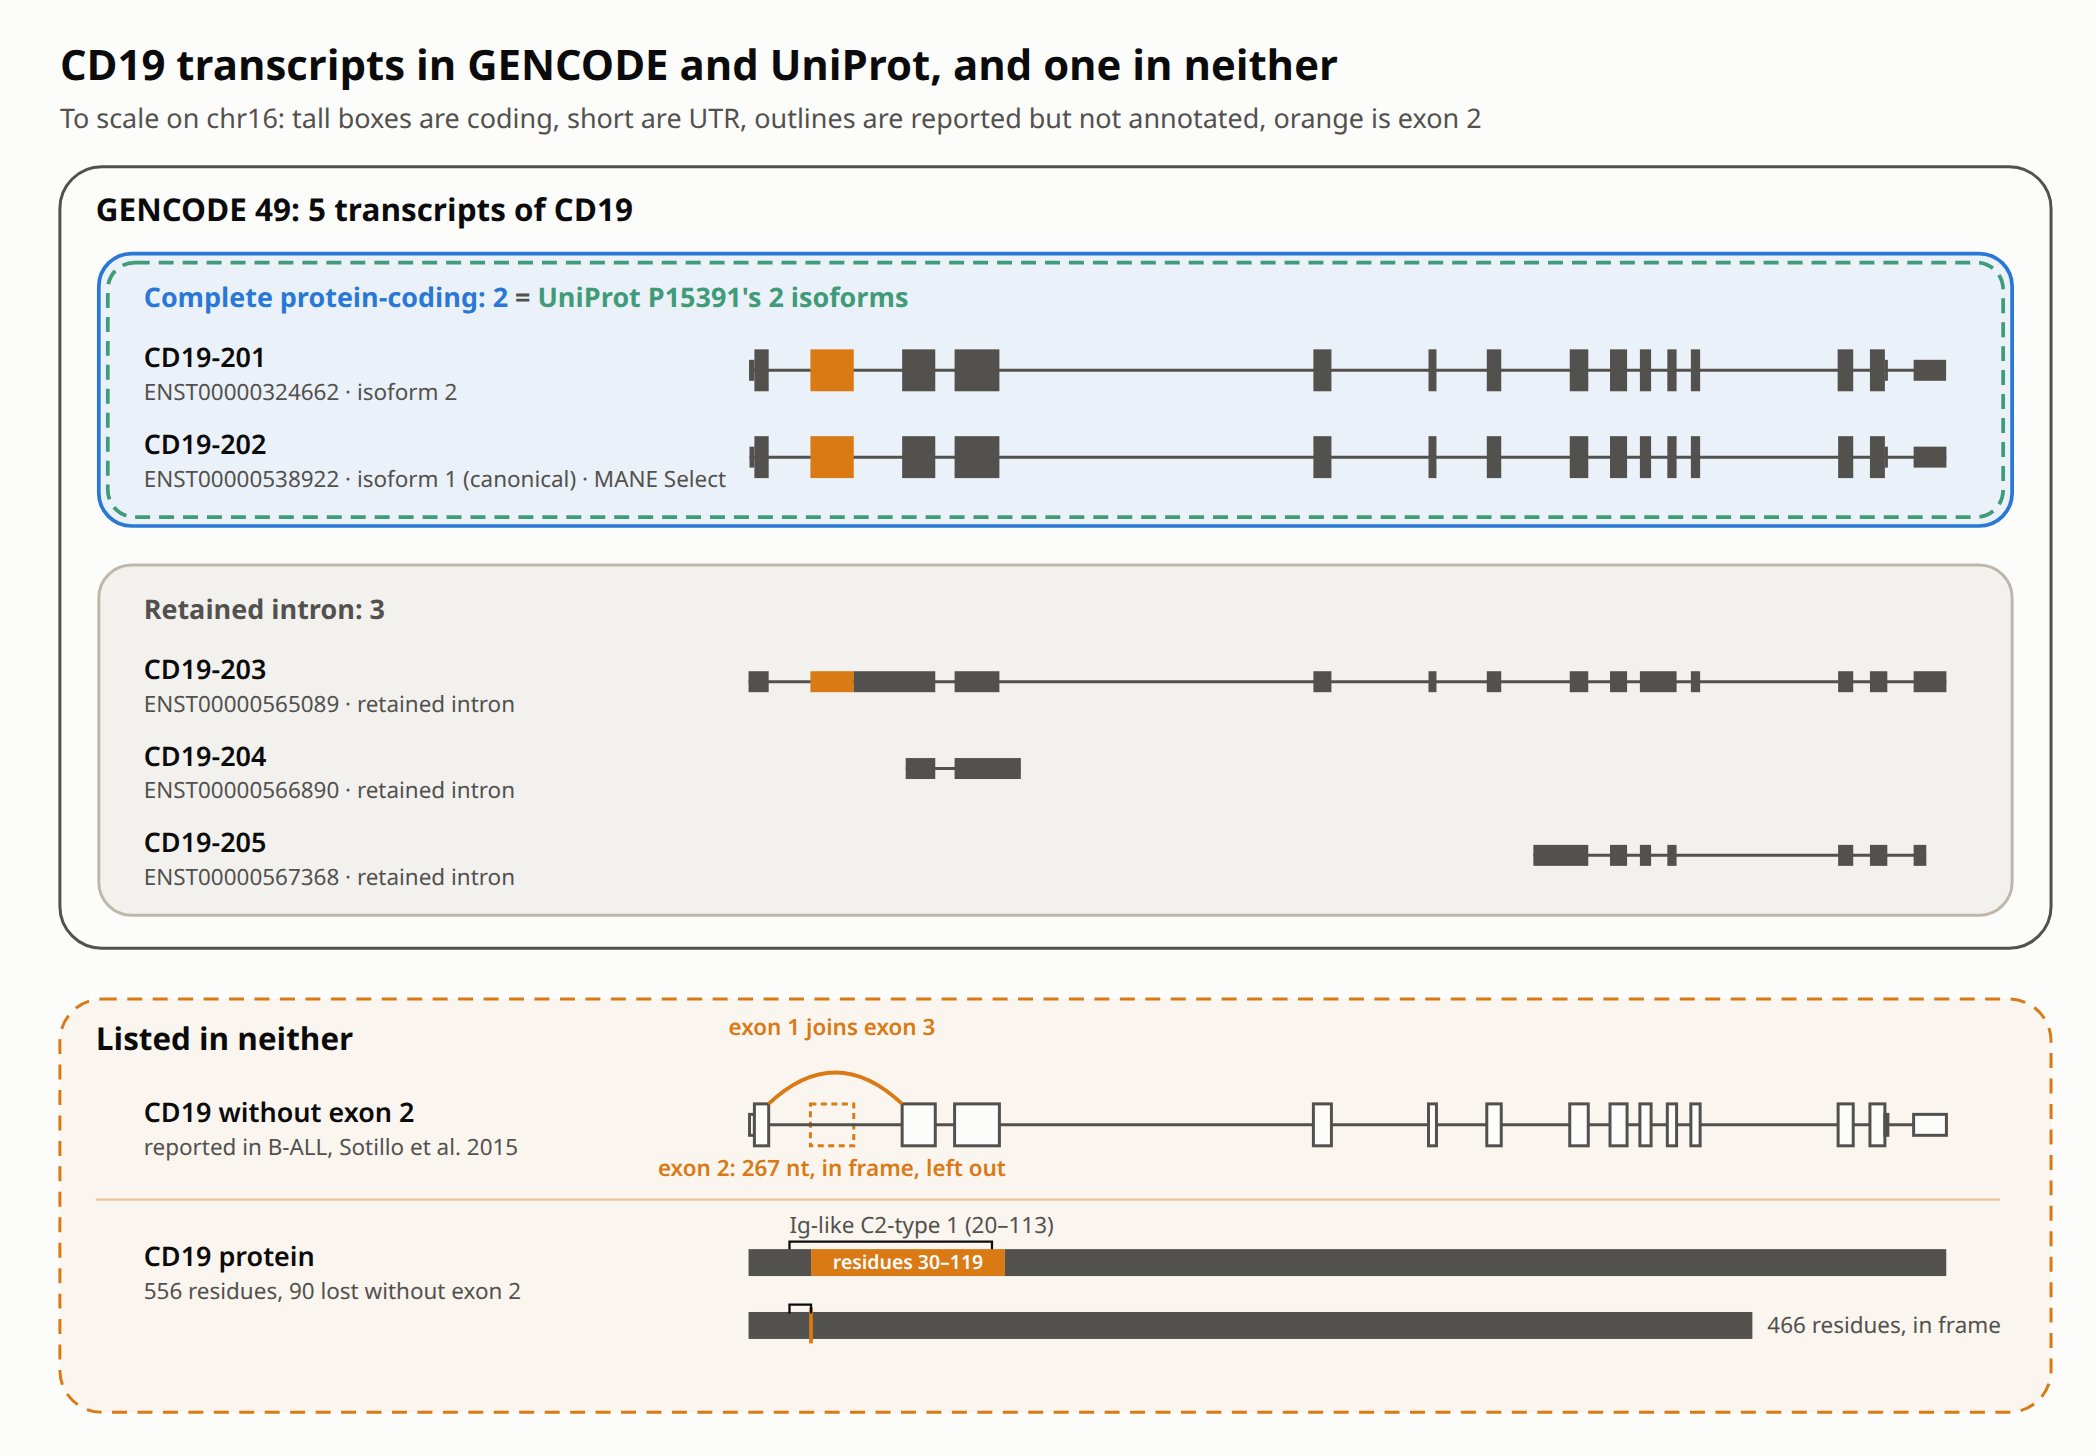 CD19 transcripts in GENCODE and UniProt, and one in neither
To scale on chr16: tall boxes are coding, short are UTR, outlines are reported but not annotated, orange is exon 2
GENCODE 49: 5 transcripts of CD19
Complete protein-coding: 2 = UniProt P15391's 2 isoforms
CD19-201
ENST00000324662 · isoform 2
CD19-202
ENST00000538922 · isoform 1 (canonical) · MANE Select
Retained intron: 3
CD19-203
ENST00000565089 · retained intron
CD19-204
ENST00000566890 · retained intron
CD19-205
ENST00000567368 · retained intron
Listed in neither
exon 1 joins exon 3
CD19 without exon 2
reported in B-ALL, Sotillo et al. 2015
exon 2: 267 nt, in frame, left out
Ig-like C2-type 1 (20–113)
CD19 protein
residues 30–119
556 residues, 90 lost without exon 2
466 residues, in frame